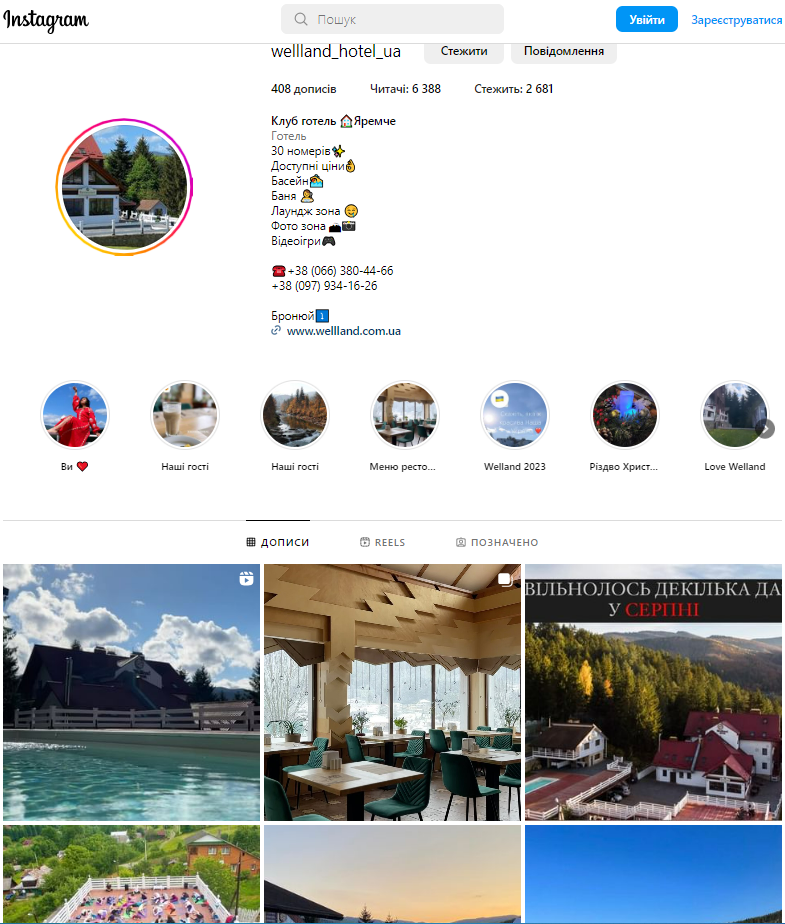 Instagram
Пошук
Увійти
Зареєструватися
wellland_hotel_ua
Стежити
Повідомлення
408 дописів
Читачі: 6 388
Стежить: 2 681
Клуб готель 🏠Яремче
Готель
30 номерів✨
Доступні ціни👌
Басейн🏊
Баня 🧖
Лаундж зона 😌
Фото зона 🏔📸
Відеоігри🎮
☎️+38 (066) 380-44-66
+38 (097) 934-16-26
Бронюй⤵️
www.wellland.com.ua
Ви ❤️
Наші гості
Наші гості
Меню ресто...
Welland 2023
Різдво Христ...
Love Welland
ДОПИСИ
REELS
ПОЗНАЧЕНО
ВІЛЬНОЛОСЬ ДЕКІЛЬКА ДА
У СЕРПНІ